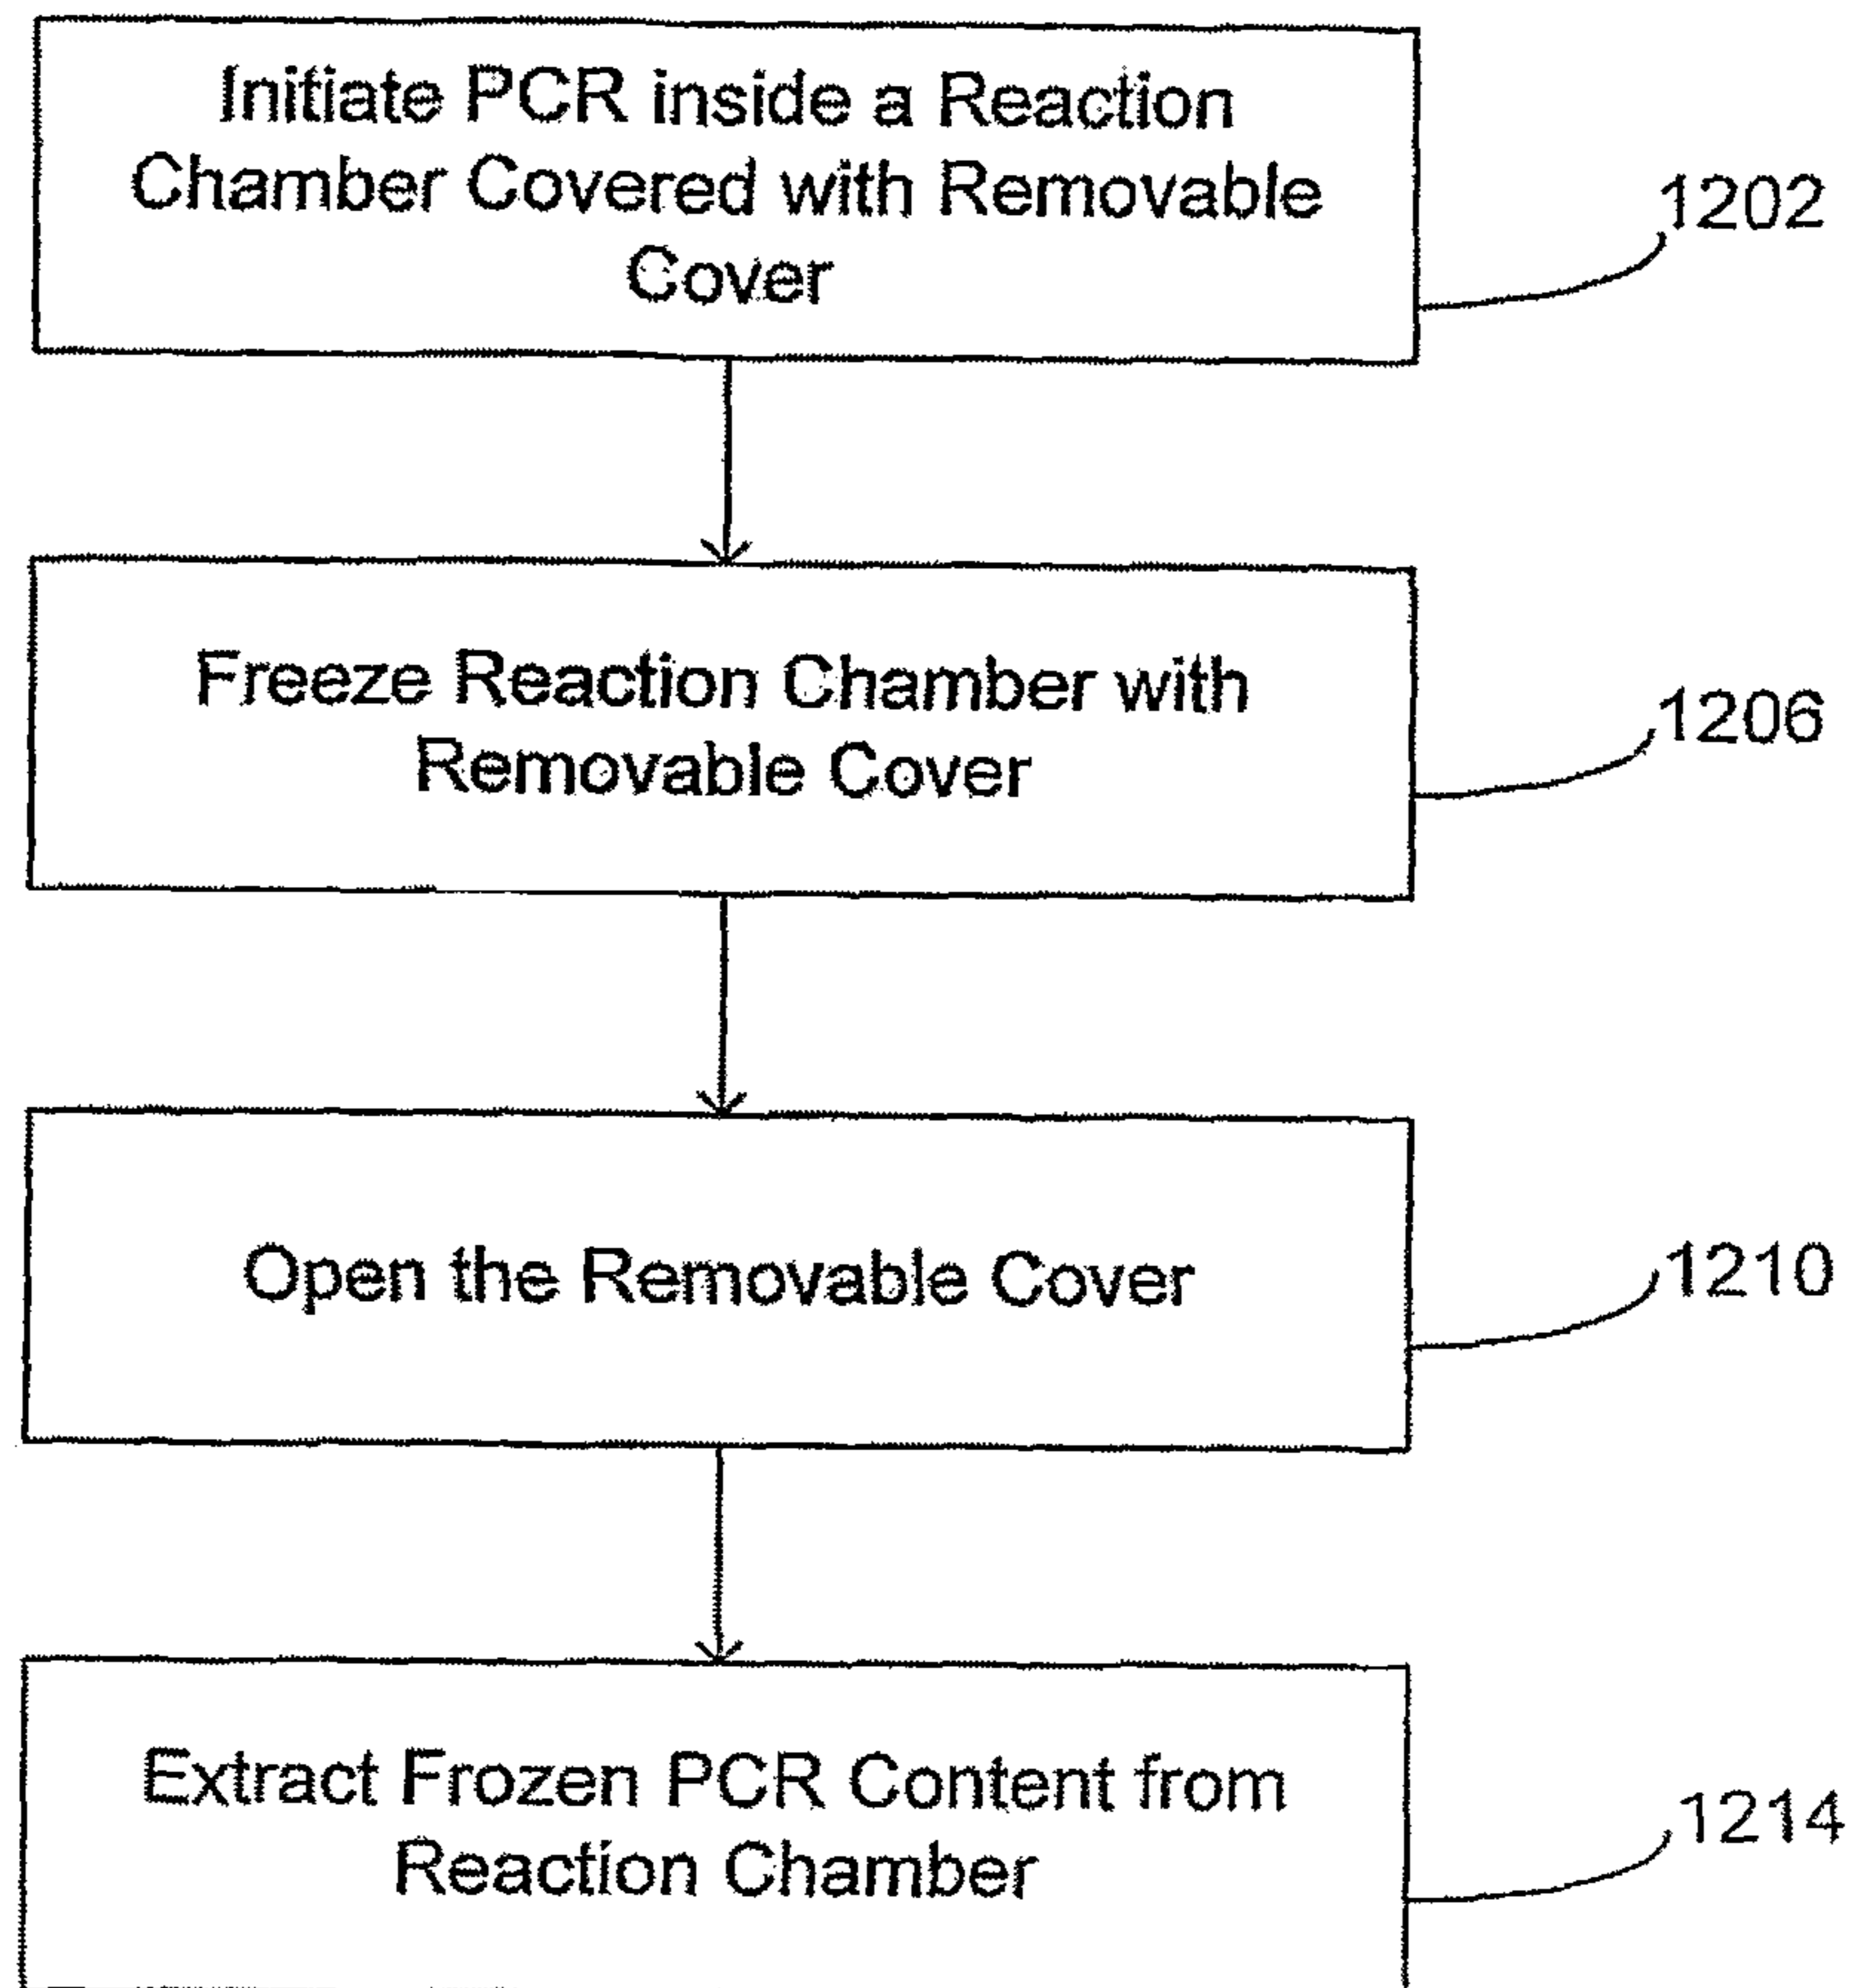 Initiate PCR inside a Reaction
Chamber Covered with Removable
Cover
1202
Freeze Reaction Chamber with
Removable Cover
1206
Open the Removable Cover
1210
Extract Frozen PCR Content from
Reaction Chamber
1214